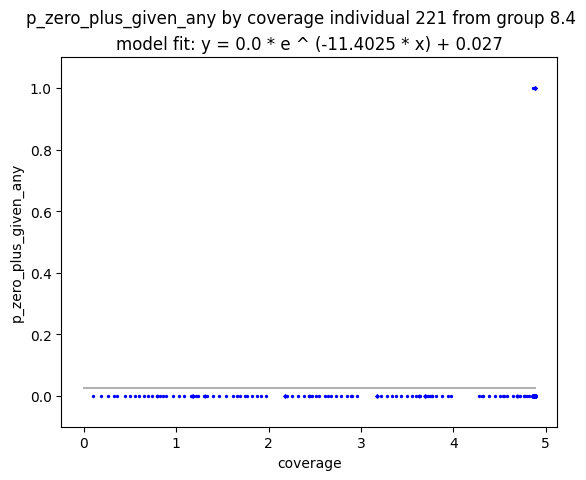 p_zero_plus_given_any by coverage individual 221 from group 8.4
model fit: y = 0.0 * e ^ (-11.4025 * x) + 0.027
1.0
0.8
0.6
0.4
0.2
0.0
p_zero_plus_given_any
0 1 2 3 4 5
coverage